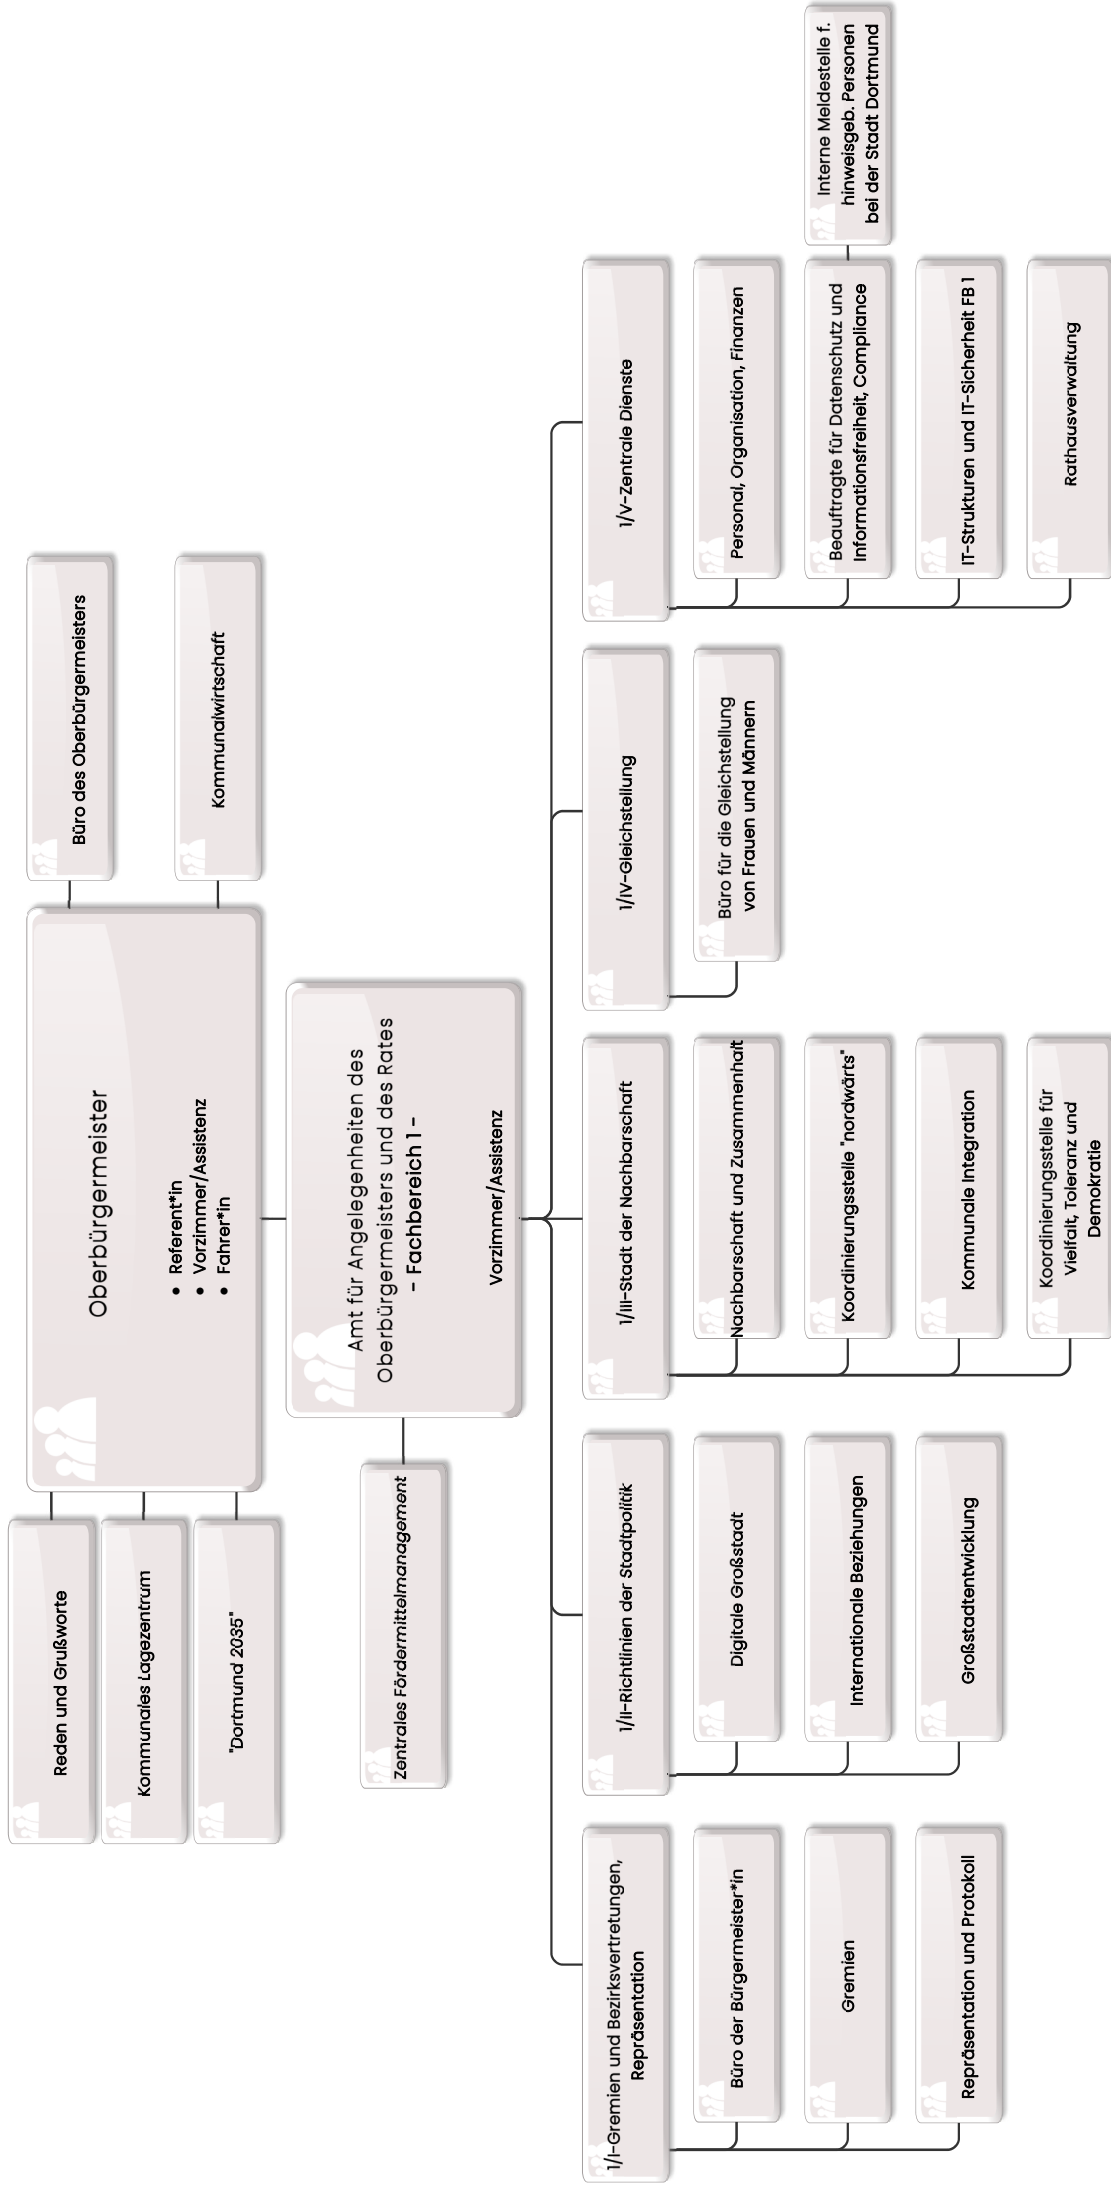 Oberbürgermeister
• Referent*in
• Vorzimmer/Assistenz
• Fahrer*in
Reden und Grußworte
Kommunales Lagezentrum
"Dortmund 2035"
Büro des Oberbürgermeisters
Kommunalwirtschaft
Amt für Angelegenheiten des
Oberbürgermeisters und des Rates
- Fachbereich 1 -
Vorzimmer/Assistenz
Zentrales Fördermittelmanagement
1/I-Gremien und Bezirksvertretungen,
Repräsentation
Büro der Bürgermeister*in
Gremien
Repräsentation und Protokoll
1/II-Richtlinien der Stadtpolitik
Digitale Großstadt
Internationale Beziehungen
Großstadtentwicklung
1/III-Stadt der Nachbarschaft
Nachbarschaft und Zusammenhalt
Koordinierungsstelle "nordwärts"
Kommunale Integration
Koordinierungsstelle für
Vielfalt, Toleranz und
Demokratie
1/IV-Gleichstellung
Büro für die Gleichstellung
von Frauen und Männern
1/V-Zentrale Dienste
Personal, Organisation, Finanzen
Beauftragte für Datenschutz und
Informationsfreiheit, Compliance
Interne Meldestelle f.
hinweisgeb. Personen
bei der Stadt Dortmund
IT-Strukturen und IT-Sicherheit FB 1
Rathausverwaltung